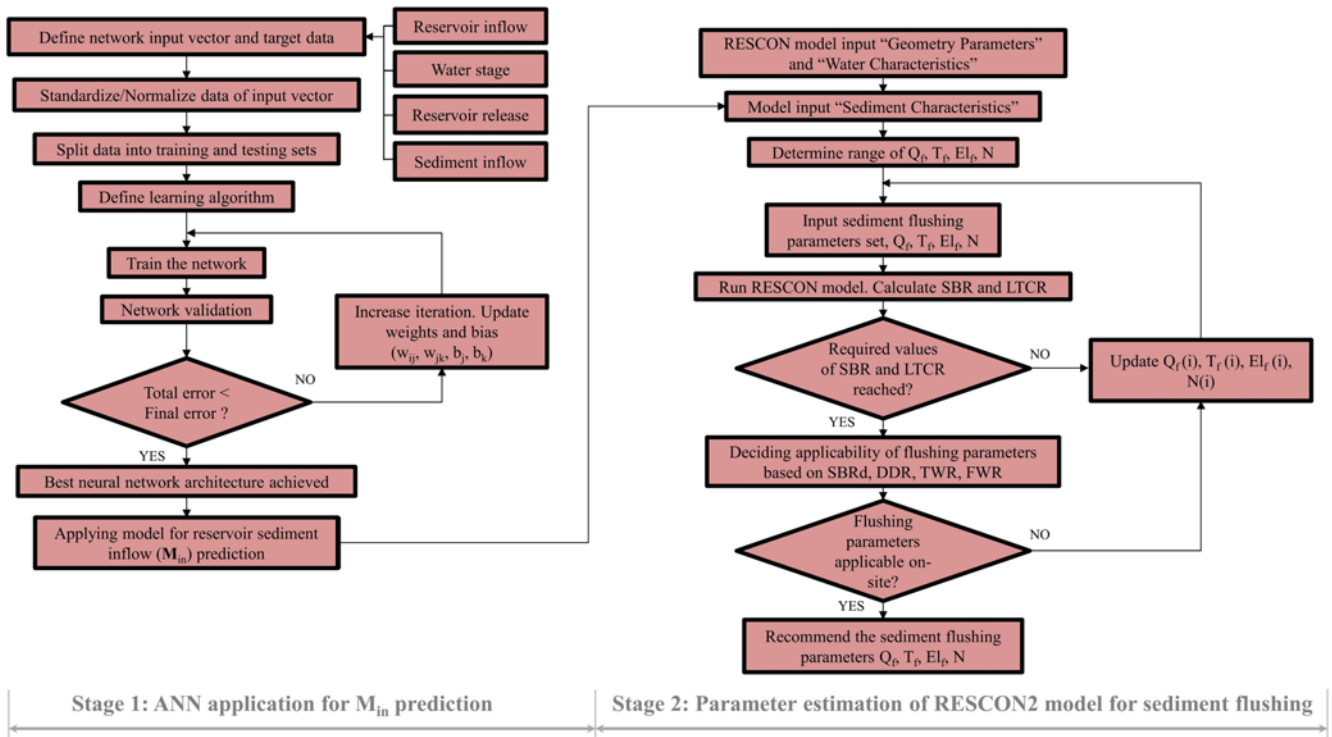 Define network input vector and target data
Standardize/Normalize data of input vector
Split data into training and testing sets
Define learning algorithm
Train the network
Network validation
Total error <
Final error ?
NO
YES
Increase iteration. Update
weights and bias
(wij, wjk, bj, bk)
Best neural network architecture achieved
Applying model for reservoir sediment
inflow (Min) prediction
Reservoir inflow
Water stage
Reservoir release
Sediment inflow
RESCON model input “Geometry Parameters”
and “Water Characteristics”
Model input “Sediment Characteristics”
Determine range of Qf, Tf, Elf, N
Input sediment flushing
parameters set, Qf, Tf, Elf, N
Run RESCON model. Calculate SBR and LTCR
Required values
of SBR and LTCR
reached?
NO
YES
Update Qf (i), Tf (i), Elf (i),
N(i)
Deciding applicability of flushing parameters
based on SBRd, DDR, TWR, FWR
Flushing
parameters
applicable on-
site?
NO
YES
Recommend the sediment flushing
parameters Qf, Tf, Elf, N
Stage 1: ANN application for Min prediction
Stage 2: Parameter estimation of RESCON2 model for sediment flushing